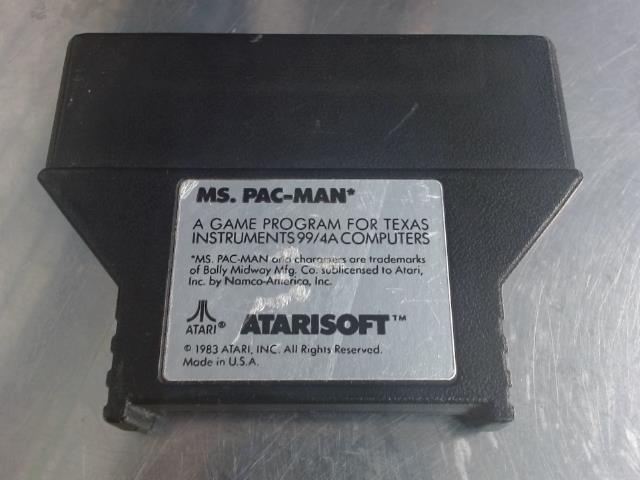 MS. PAC-MAN*
A GAME PROGRAM FOR TEXAS
INSTRUMENTS 99/4A COMPUTERS
*MS. PAC-MAN and characters are trademarks
of Bally Midway Mfg. Co. sublicensed to Atari,
Inc. by Namco-America, Inc.
ATARI® ATARISOFT™
© 1983 ATARI, INC. All Rights Reserved.
Made in U.S.A.